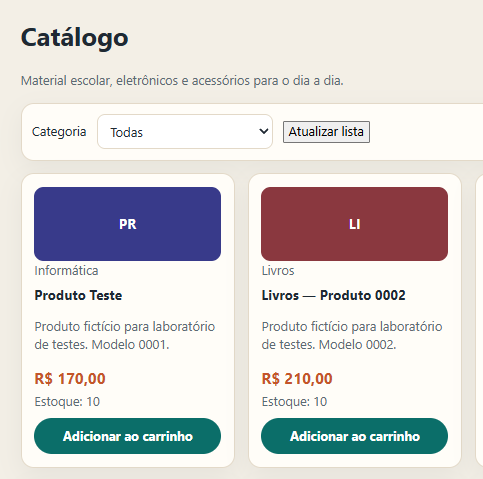 Catálogo
Material escolar, eletrônicos e acessórios para o dia a dia.
Categoria Todas Atualizar lista
PR
Informática
Produto Teste
Produto fictício para laboratório
de testes. Modelo 0001.
R$ 170,00
Estoque: 10
Adicionar ao carrinho
LI
Livros
Livros — Produto 0002
Produto fictício para laboratório
de testes. Modelo 0002.
R$ 210,00
Estoque: 10
Adicionar ao carrinho